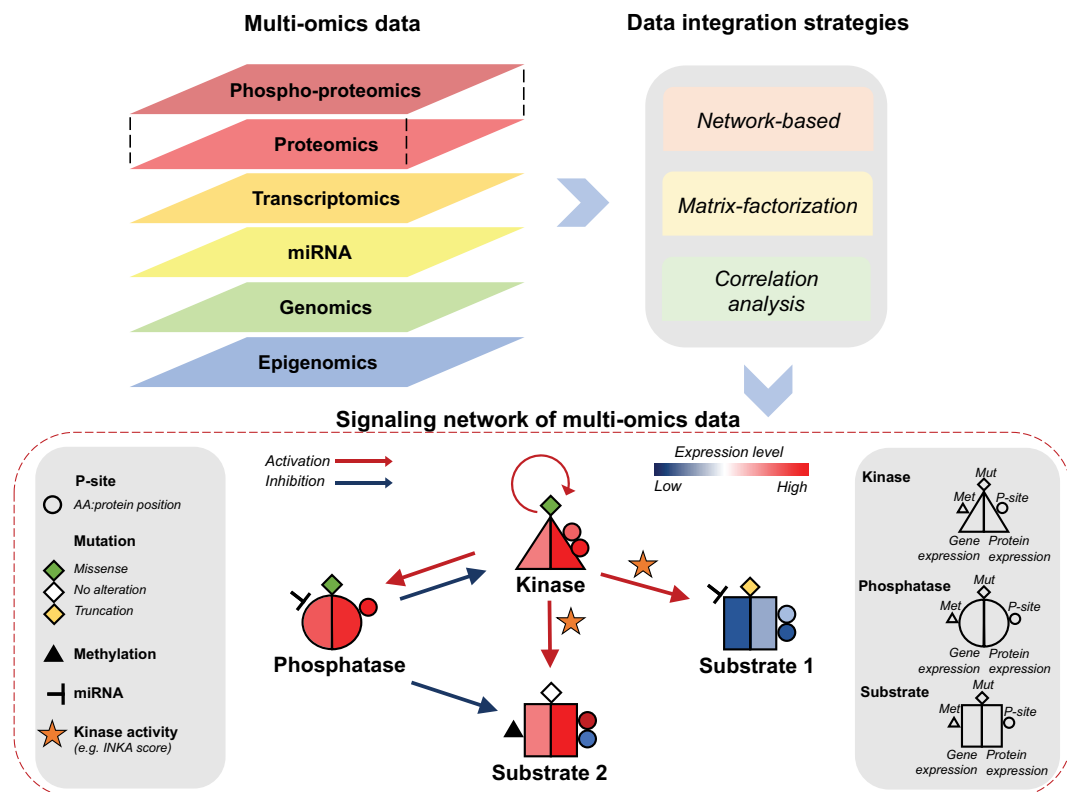 Multi-omics data
Data integration strategies
Phospho-proteomics
Proteomics
Transcriptomics
miRNA
Genomics
Epigenomics
Network-based
Matrix-factorization
Correlation
analysis
Signaling network of multi-omics data
P-site
AA:protein position
Mutation
Missense
No alteration
Truncation
Methylation
miRNA
Kinase activity
(e.g. INKA score)
Activation
Inhibition
Expression level
Low
High
Kinase
Phosphatase
Substrate 1
Substrate 2
Kinase
Mut
Met
P-site
Gene
expression
Protein
expression
Phosphatase
Mut
Met
P-site
Gene
expression
Protein
expression
Substrate
Mut
Met
P-site
Gene
expression
Protein
expression